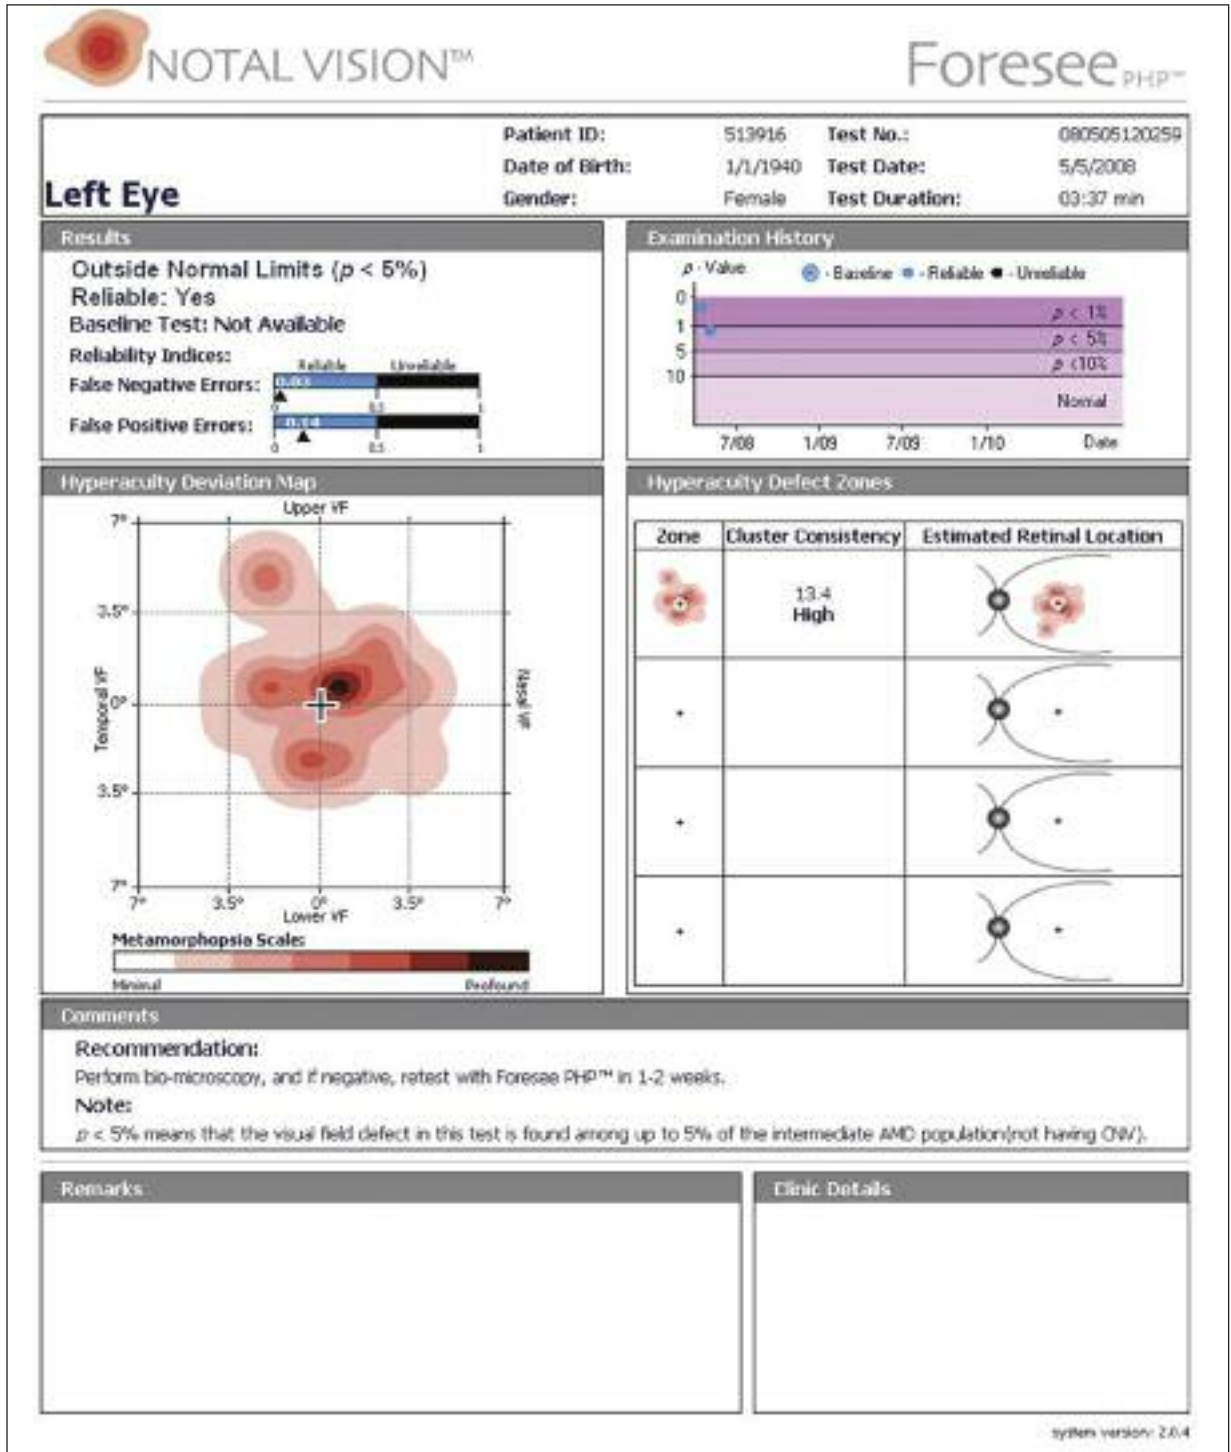 NOTAL VISION™
Foresee PHP™
Left Eye
Patient ID: 513916 Test No.: 080505120259
Date of Birth: 1/1/1940 Test Date: 5/5/2008
Gender: Female Test Duration: 03:37 min
Results
Outside Normal Limits (p < 5%)
Reliable: Yes
Baseline Test: Not Available
Reliability Indices:
Reliable Unreliable
False Negative Errors: 0.03
0 0.5 1
False Positive Errors: 0.14
0 0.5 1
Examination History
p - Value - Baseline - Reliable - Unreliable
0
p < 1%
1
p < 5%
5
p <10%
10
Normal
7/08 1/09 7/09 1/10 Date
Hyperacuity Deviation Map
Upper VF
7°
3.5°
Temporal VF
0°
Nasal VF
3.5°
7°
7° 3.5° 0° 3.5° 7°
Lower VF
Metamorphopsia Scale:
Minimal Profound
Hyperacuity Defect Zones
Zone Cluster Consistency Estimated Retinal Location
13.4
High
Comments
Recommendation:
Perform bio-microscopy, and if negative, retest with Foresee PHP™ in 1-2 weeks.
Note:
p < 5% means that the visual field defect in this test is found among up to 5% of the intermediate AMD population(not having CNV).
Remarks
Clinic Details
system version: 2.0.4